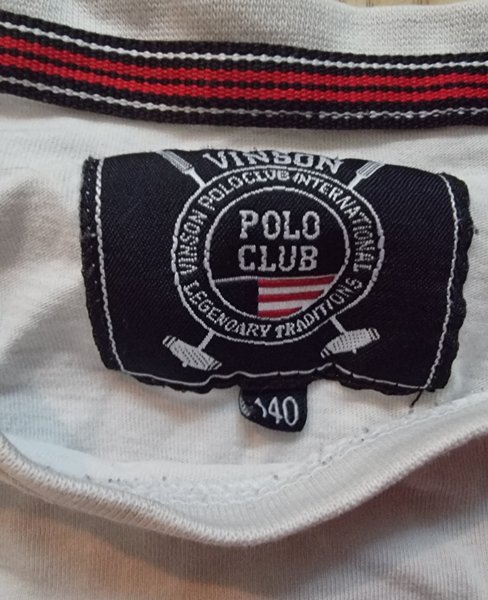 VINSON
VINSON POLO CLUB INTERNATIONAL
POLO
CLUB
LEGENDARY TRADITIONS
140